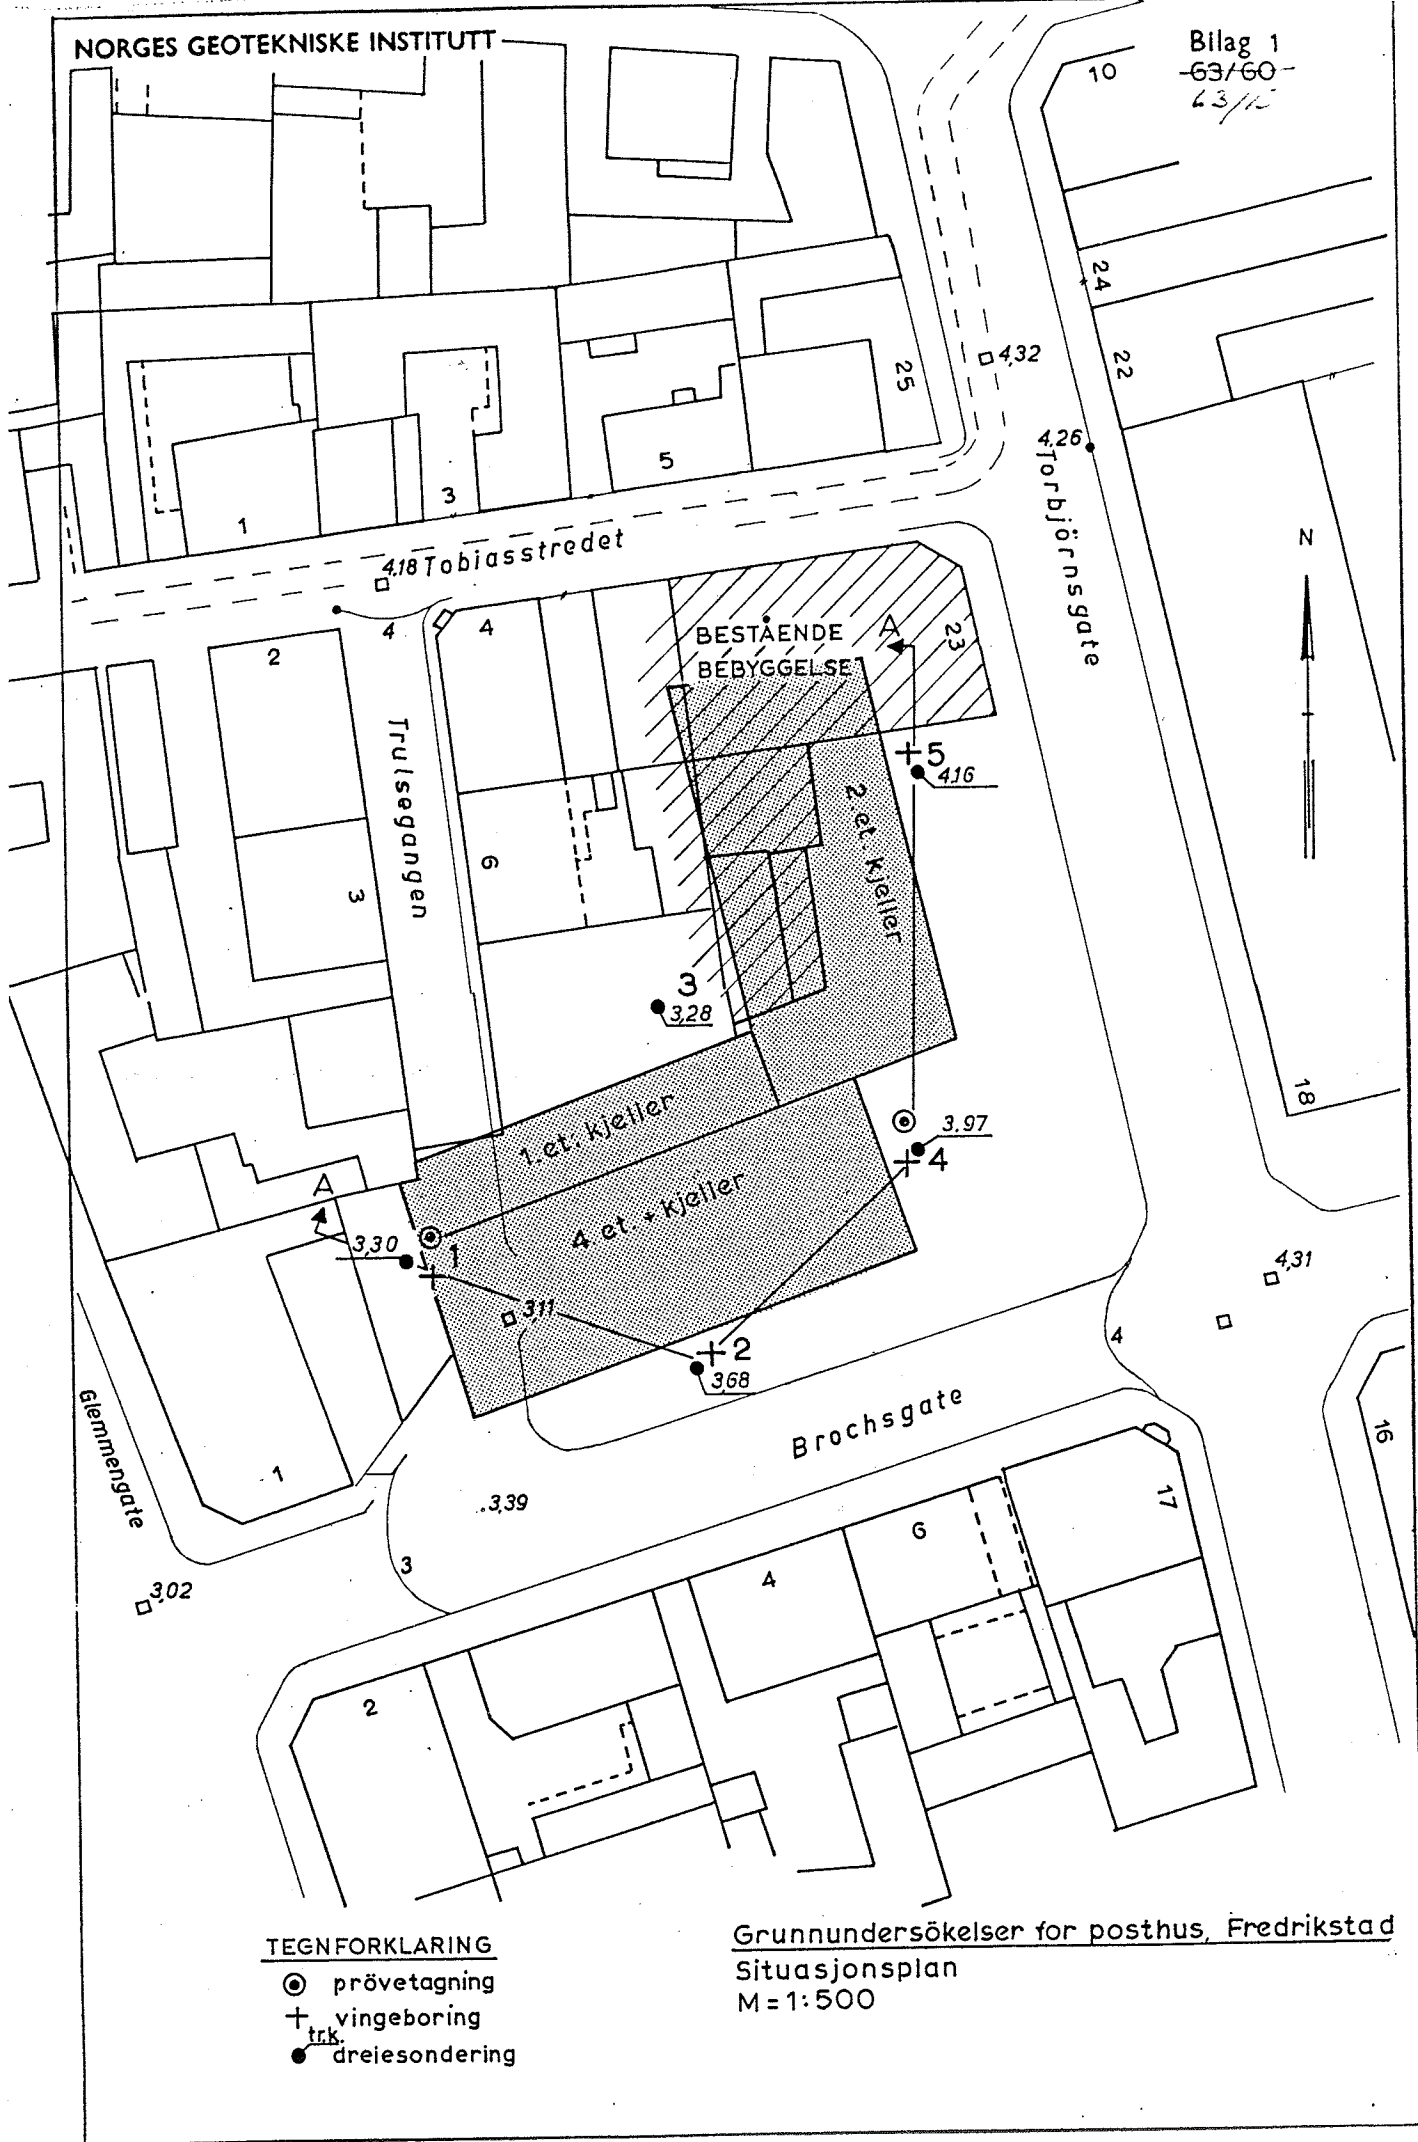 NORGES GEOTEKNISKE INSTITUTT
Bilag 1
63/60
63/15
10
24
22
4,32
25
4,26
5
3
1
4,18
Tobiasstredet
Torbjörnsgate
N
4
4
2
BESTÅENDE
BEBYGGELSE
A
23
Trulsegangen
5
4,16
2. et. kjeller
6
3
3
3,28
18
1. et. kjeller
3.97
4
4 et. + kjeller
A
3,30
1
4,31
3,11
2
3,68
4
Brochsgate
Glemmengate
1
16
3,39
17
6
3
4
3,02
2
TEGNFORKLARING
prövetagning
vingeboring
tr.k.
dreiesondering
Grunnundersökelser for posthus, Fredrikstad
Situasjonsplan
M = 1:500